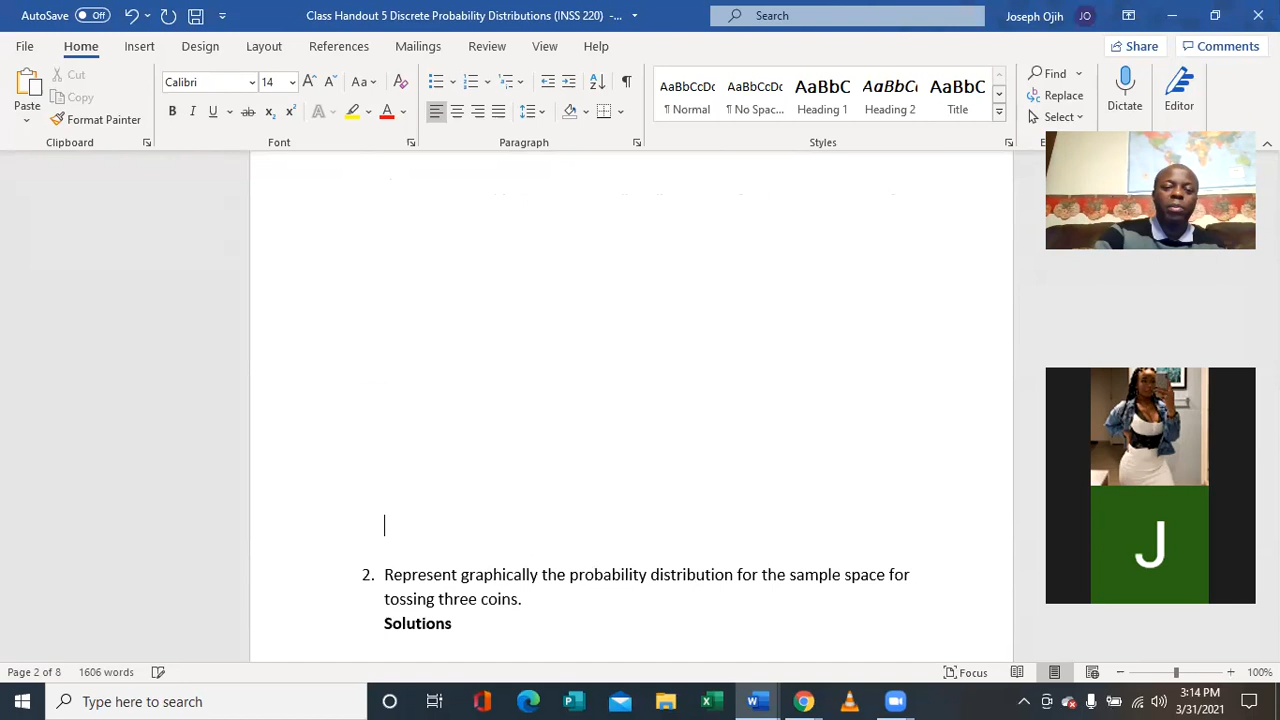 AutoSave Off
Class Handout 5 Discrete Probability Distributions (INSS 220) -...
Search
Joseph Ojih JO
File Home Insert Design Layout References Mailings Review View Help
Share Comments
Paste
Cut
Copy
Format Painter
Clipboard
Calibri 14
Font
Paragraph
AaBbCcDc AaBbCcDc AaBbC AaBbCc AaBbC
¶ Normal ¶ No Spac... Heading 1 Heading 2 Title
Styles
Find
Replace
Select
Dictate
Editor
2. Represent graphically the probability distribution for the sample space for
tossing three coins.
Solutions
J
Page 2 of 8 1606 words
Focus
100%
Type here to search
3:14 PM
3/31/2021